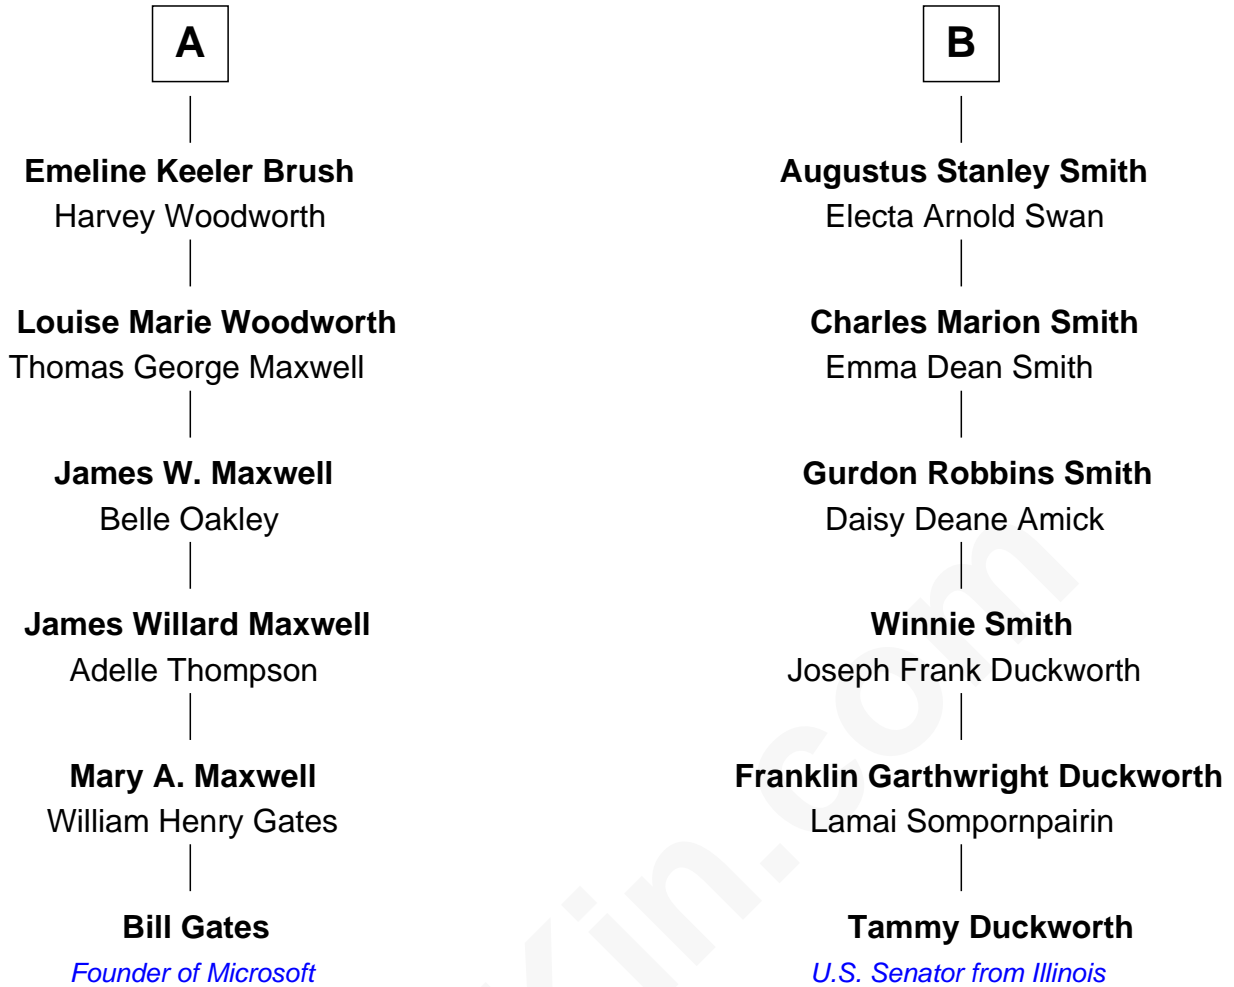 A
Emeline Keeler Brush
Harvey Woodworth
Louise Marie Woodworth
Thomas George Maxwell
James W. Maxwell
Belle Oakley
James Willard Maxwell
Adelle Thompson
Mary A. Maxwell
William Henry Gates
Bill Gates
Founder of Microsoft
B
Augustus Stanley Smith
Electa Arnold Swan
Charles Marion Smith
Emma Dean Smith
Gurdon Robbins Smith
Daisy Deane Amick
Winnie Smith
Joseph Frank Duckworth
Franklin Garthwright Duckworth
Lamai Sompornpairin
Tammy Duckworth
U.S. Senator from Illinois
Kin.com